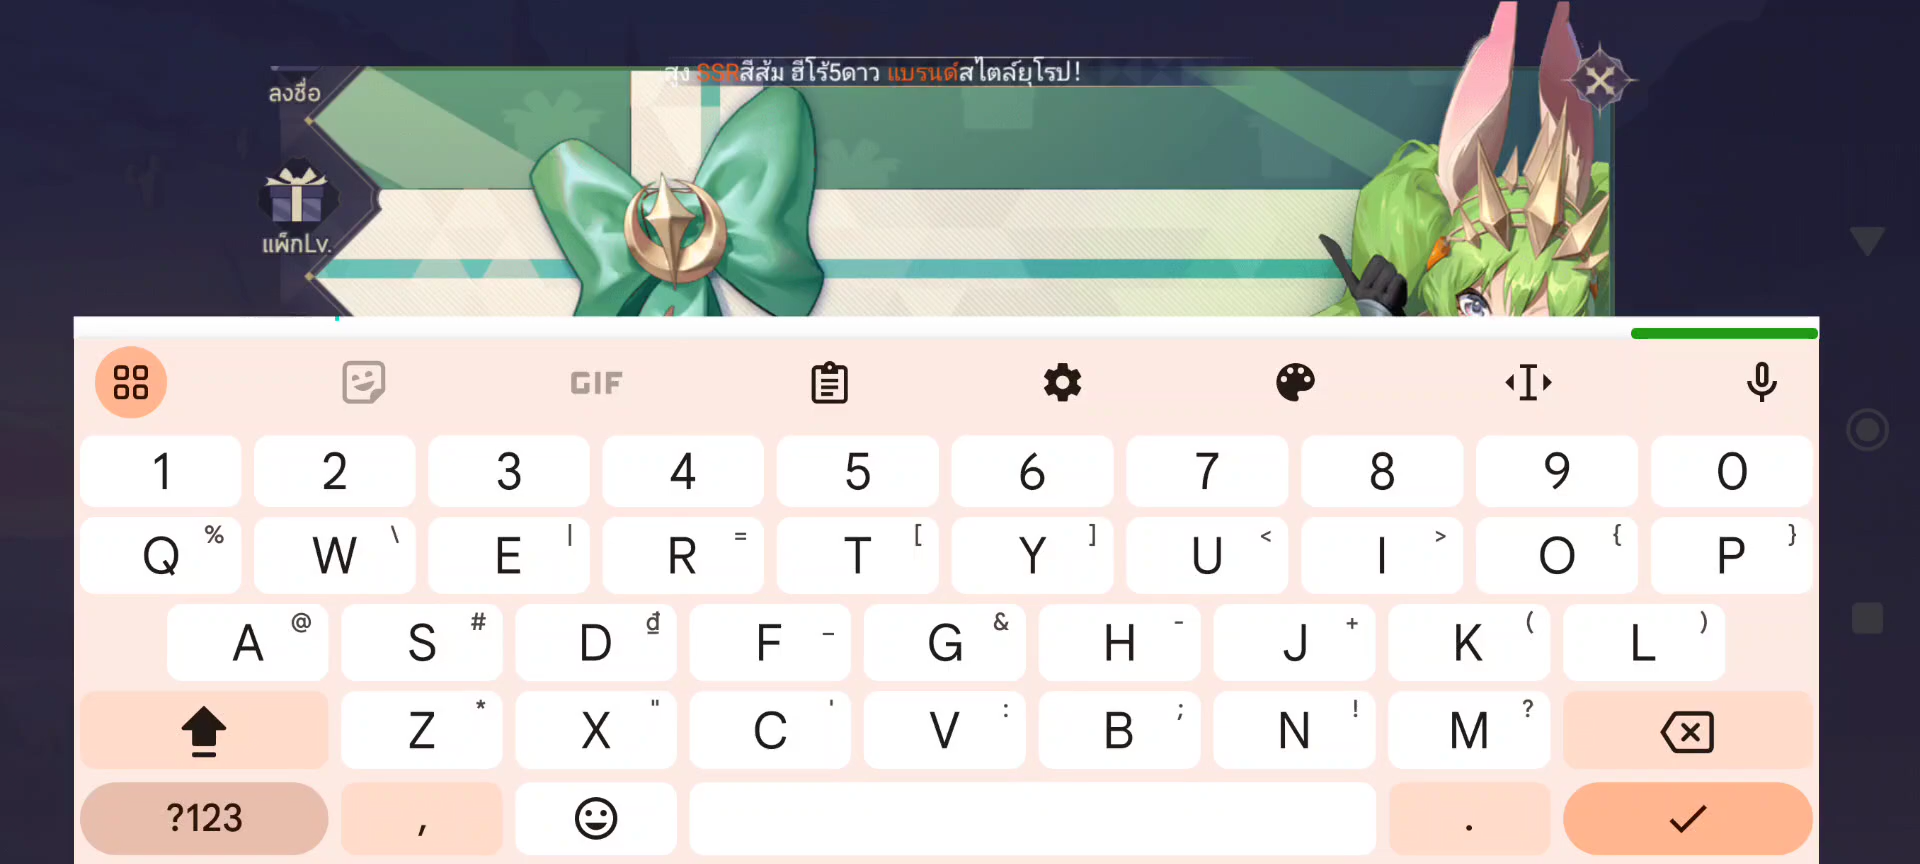 สูง SSRสีส้ม ฮีโร้5ดาว แบรนด์สไตล์ยุโรป!
ลงชื่อ
แพ็กLv.
GIF
1 2 3 4 5 6 7 8 9 0
Q % W \ E | R = T [ Y ] U < I > O { P }
A @ S # D ₫ F _ G & H - J + K ( L )
Z * X " C ' V : B ; N ! M ?
?123 , .